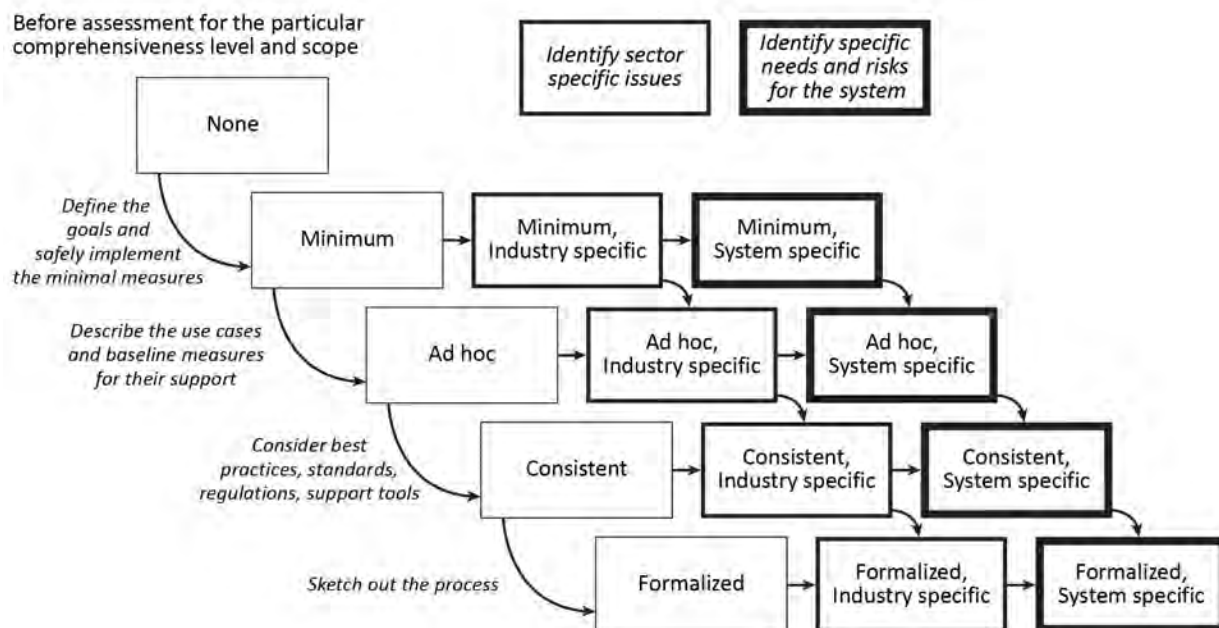 Before assessment for the particular
comprehensiveness level and scope
Identify sector
specific issues
Identify specific
needs and risks
for the system
None
Define the
goals and
safely implement
the minimal measures
Minimum
Minimum,
Industry specific
Minimum,
System specific
Describe the use cases
and baseline measures
for their support
Ad hoc
Ad hoc,
Industry specific
Ad hoc,
System specific
Consider best
practices, standards,
regulations, support tools
Consistent
Consistent,
Industry specific
Consistent,
System specific
Sketch out the process
Formalized
Formalized,
Industry specific
Formalized,
System specific